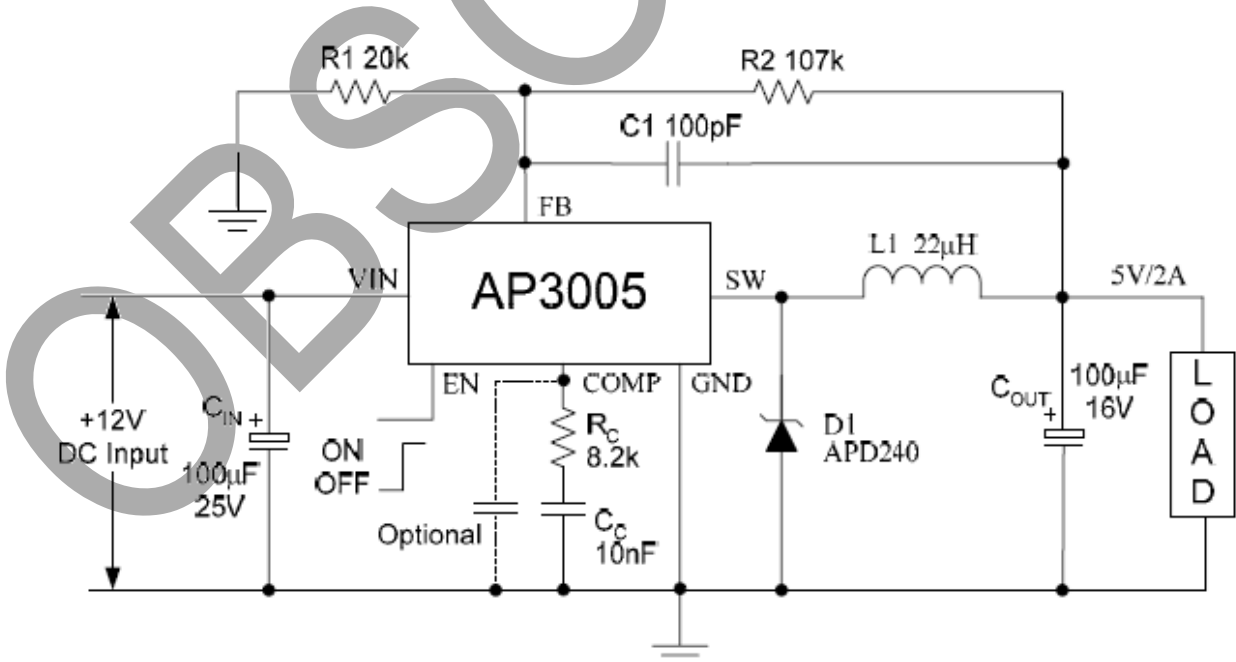 R1 20k
R2 107k
C1 100pF
FB
VIN
AP3005
SW
L1 22μH
5V/2A
EN
COMP
GND
+12V
DC Input
CIN
+
100μF
25V
ON
OFF
Optional
RC
8.2k
CC
10nF
D1
APD240
COUT
+
100μF
16V
LOAD